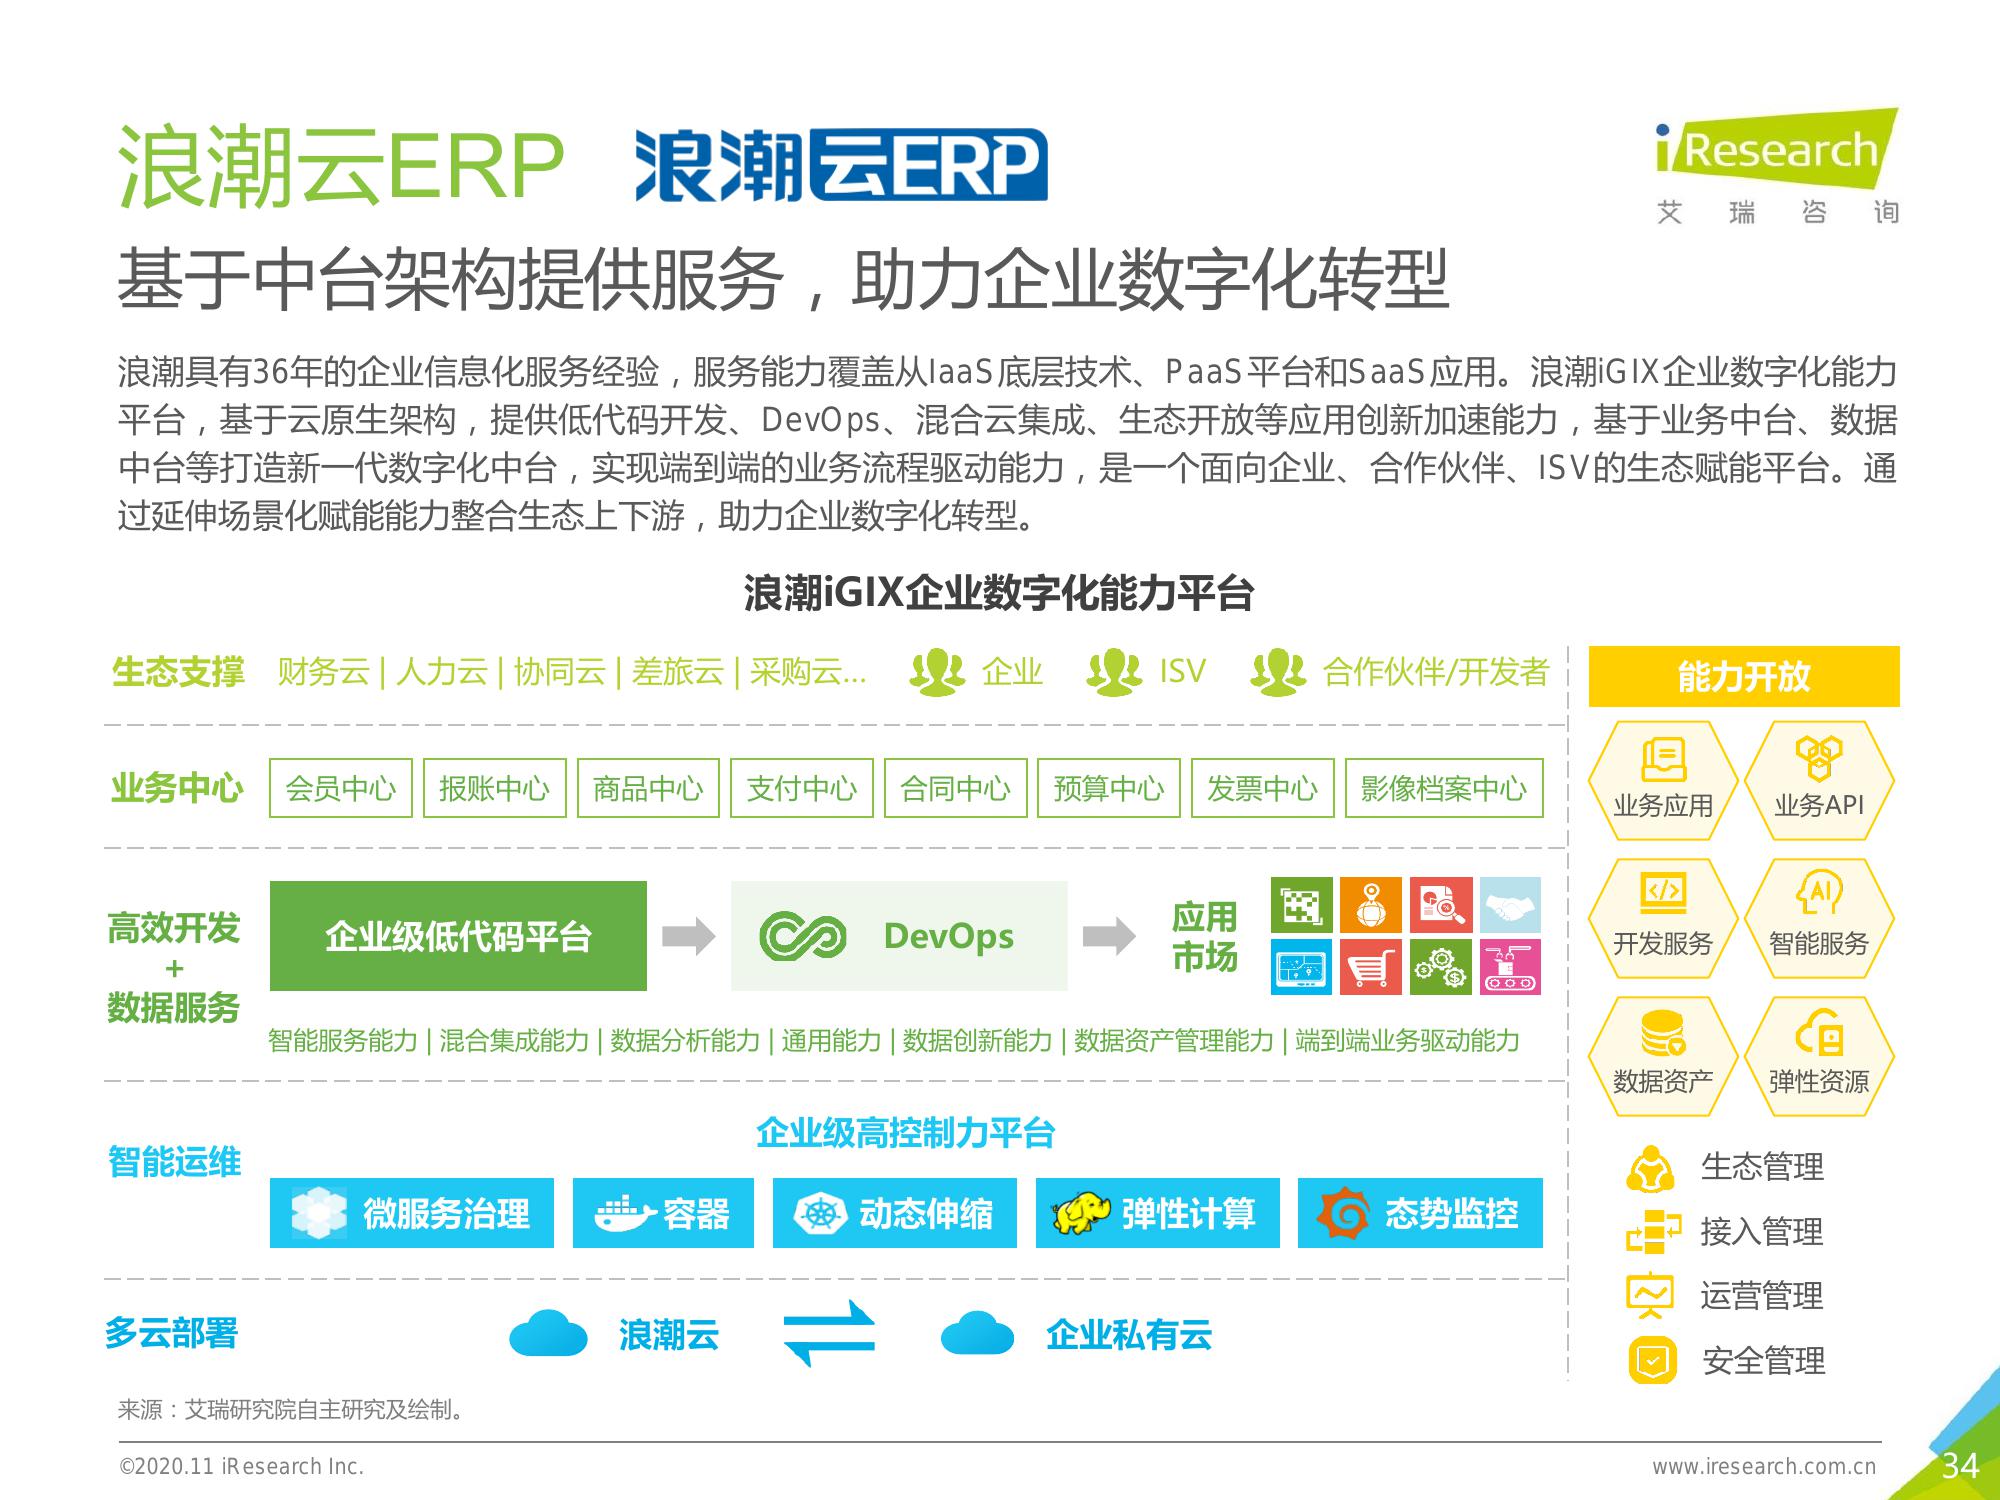 浪潮云ERP
浪潮云ERP
iResearch
艾瑞咨询
基于中台架构提供服务，助力企业数字化转型
浪潮具有36年的企业信息化服务经验，服务能力覆盖从IaaS底层技术、PaaS平台和SaaS应用。浪潮iGIX企业数字化能力
平台，基于云原生架构，提供低代码开发、DevOps、混合云集成、生态开放等应用创新加速能力，基于业务中台、数据
中台等打造新一代数字化中台，实现端到端的业务流程驱动能力，是一个面向企业、合作伙伴、ISV的生态赋能平台。通
过延伸场景化赋能能力整合生态上下游，助力企业数字化转型。
浪潮iGIX企业数字化能力平台
生态支撑 财务云 | 人力云 | 协同云 | 差旅云 | 采购云... 企业 ISV 合作伙伴/开发者
业务中心 会员中心 报账中心 商品中心 支付中心 合同中心 预算中心 发票中心 影像档案中心
高效开发
+
数据服务
企业级低代码平台 DevOps
应用
市场
智能服务能力 | 混合集成能力 | 数据分析能力 | 通用能力 | 数据创新能力 | 数据资产管理能力 | 端到端业务驱动能力
智能运维
企业级高控制力平台
微服务治理 容器 动态伸缩 弹性计算 态势监控
多云部署 浪潮云 企业私有云
能力开放
业务应用 业务API
</> AI
开发服务 智能服务
数据资产 弹性资源
生态管理
接入管理
运营管理
安全管理
来源：艾瑞研究院自主研究及绘制。
©2020.11 iResearch Inc.
www.iresearch.com.cn
34